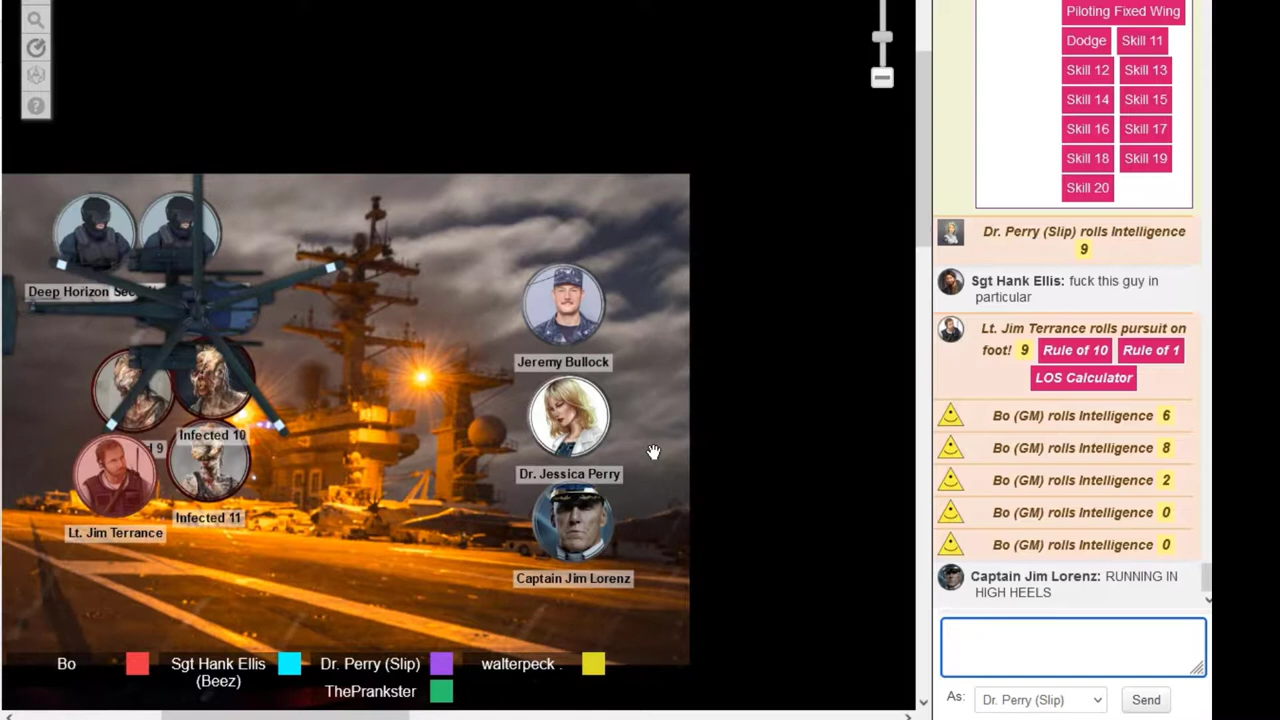 Piloting Fixed Wing
Dodge
Skill 11
Skill 12
Skill 13
Skill 14
Skill 15
Skill 16
Skill 17
Skill 18
Skill 19
Skill 20
Dr. Perry (Slip) rolls Intelligence
9
Sgt Hank Ellis: fuck this guy in
particular
Lt. Jim Terrance rolls pursuit on
foot! 9 Rule of 10 Rule of 1
LOS Calculator
Bo (GM) rolls Intelligence 6
Bo (GM) rolls Intelligence 8
Bo (GM) rolls Intelligence 2
Bo (GM) rolls Intelligence 0
Bo (GM) rolls Intelligence 0
Captain Jim Lorenz: RUNNING IN
HIGH HEELS
As: Dr. Perry (Slip) Send
Deep Horizon
Jeremy Bullock
Infected 10
9
Dr. Jessica Perry
Infected 11
Lt. Jim Terrance
Captain Jim Lorenz
Bo
Sgt Hank Ellis
(Beez)
Dr. Perry (Slip)
walterpeck .
ThePrankster